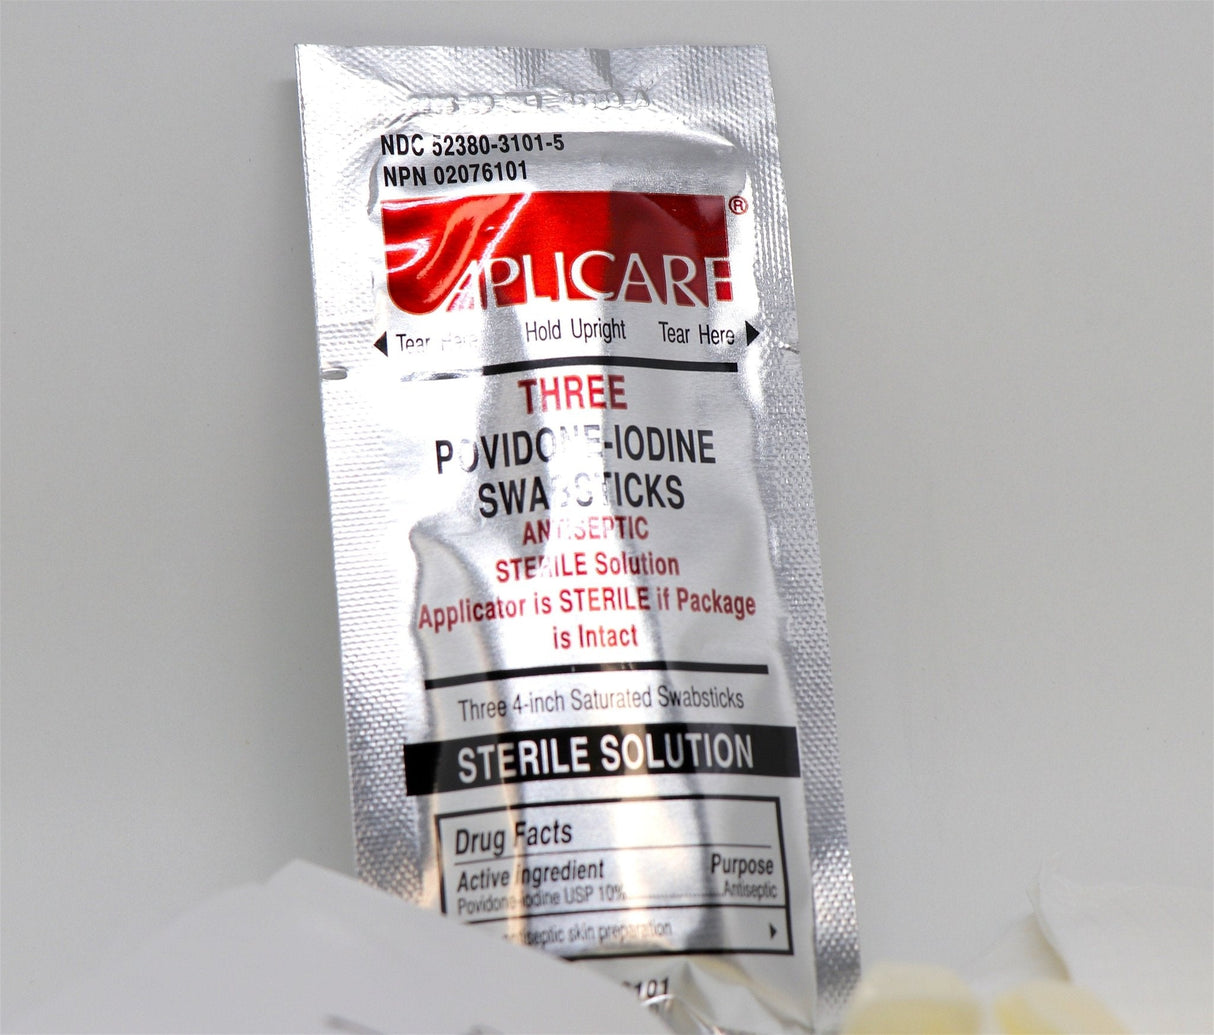 NDC 52380-3101-5
NPN 02076101
APLICARE®
Tear Here Hold Upright Tear Here
THREE
POVIDONE-IODINE
SWABSTICKS
ANTISEPTIC
STERILE Solution
Applicator is STERILE if Package
is Intact
Three 4-inch Saturated Swabsticks
STERILE SOLUTION
Drug Facts
Active ingredient Purpose
Povidone-iodine USP 10% Antiseptic
skin preparation